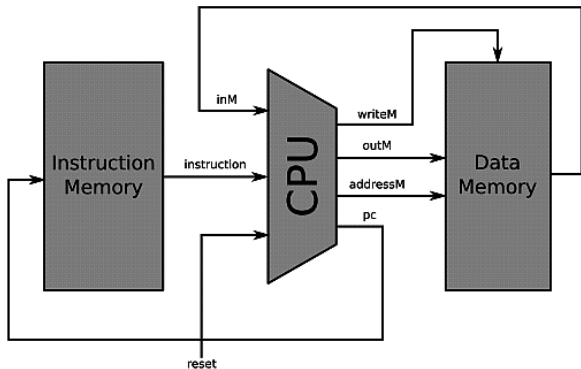 inM
writeM
Instruction
Memory
instruction
CPU
outM
Data
Memory
addressM
pc
reset